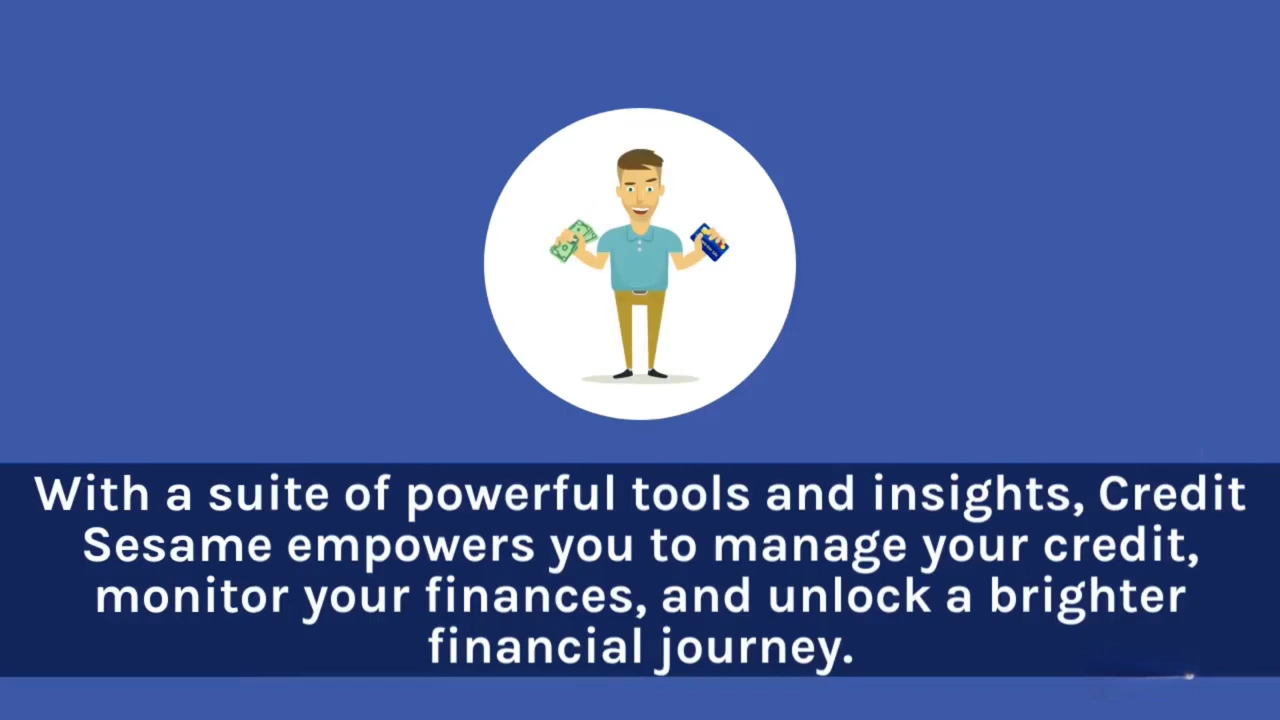 With a suite of powerful tools and insights, Credit
Sesame empowers you to manage your credit,
monitor your finances, and unlock a brighter
financial journey.